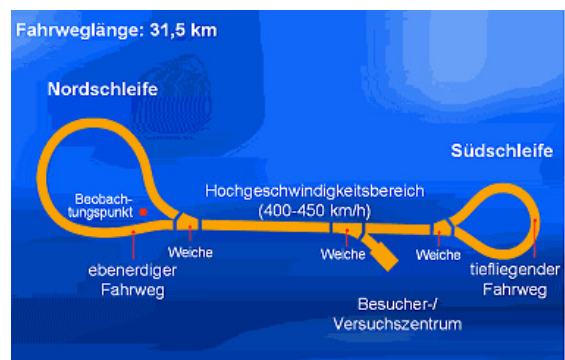 Fahrweglänge: 31,5 km
Nordschleife
Südschleife
Beobach-
tungspunkt
Hochgeschwindigkeitsbereich
(400-450 km/h)
Weiche
Weiche
Weiche
ebenerdiger
Fahrweg
tiefliegender
Fahrweg
Besucher-/
Versuchszentrum